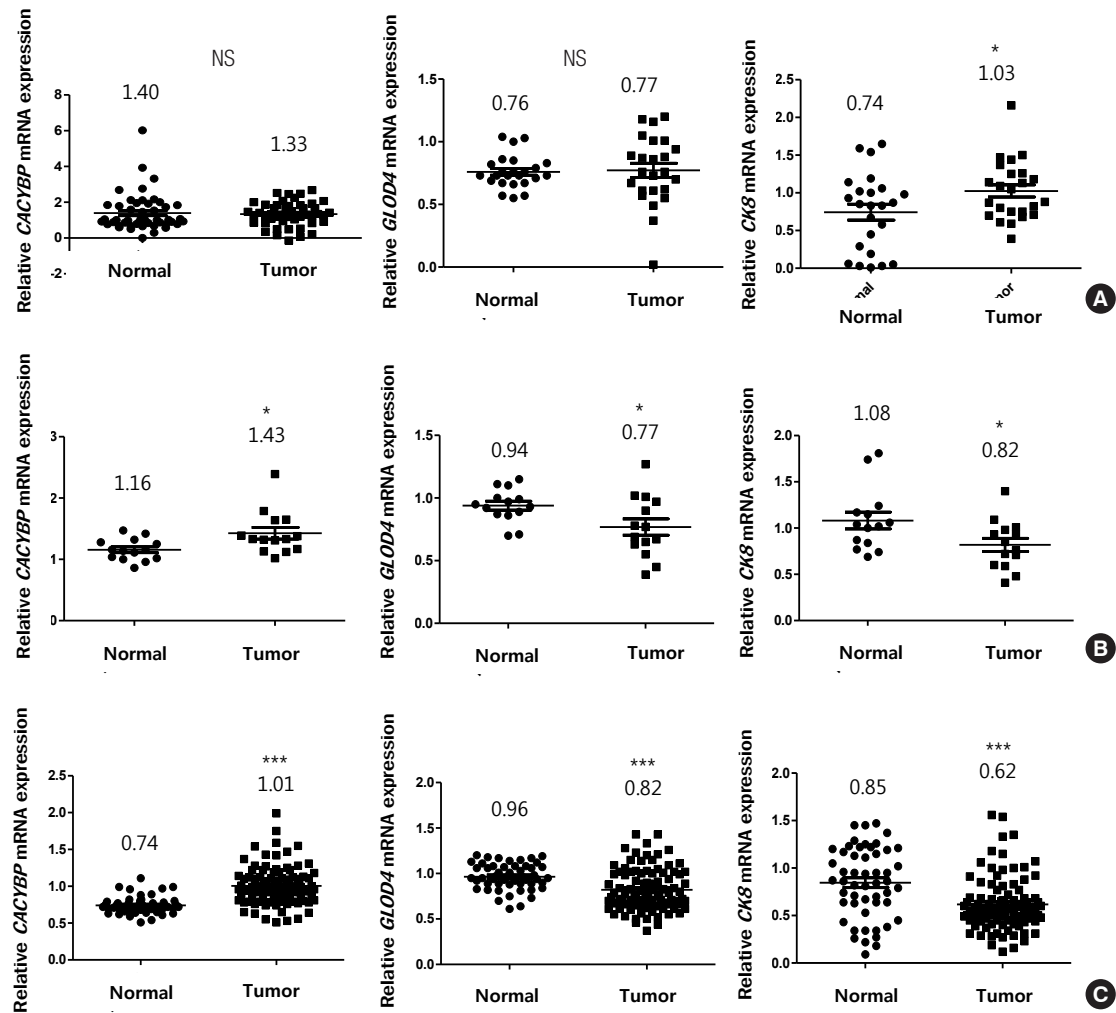 Relative CACYBP mRNA expression
NS
1.40
1.33
8
6
4
2
0
-2
Normal
Tumor
Relative GLOD4 mRNA expression
NS
0.76
0.77
1.5
1.0
0.5
0.0
Normal
Tumor
Relative CK8 mRNA expression
*
0.74
1.03
2.5
2.0
1.5
1.0
0.5
0.0
Normal
Tumor
A
Relative CACYBP mRNA expression
*
1.16
1.43
3
2
1
0
Normal
Tumor
Relative GLOD4 mRNA expression
*
0.94
0.77
1.5
1.0
0.5
0.0
Normal
Tumor
Relative CK8 mRNA expression
*
1.08
0.82
2.0
1.5
1.0
0.5
0.0
Normal
Tumor
B
Relative CACYBP mRNA expression
***
0.74
1.01
2.5
2.0
1.5
1.0
0.5
0.0
Normal
Tumor
Relative GLOD4 mRNA expression
***
0.96
0.82
2.0
1.5
1.0
0.5
0.0
Normal
Tumor
Relative CK8 mRNA expression
***
0.85
0.62
2.0
1.5
1.0
0.5
0.0
Normal
Tumor
C